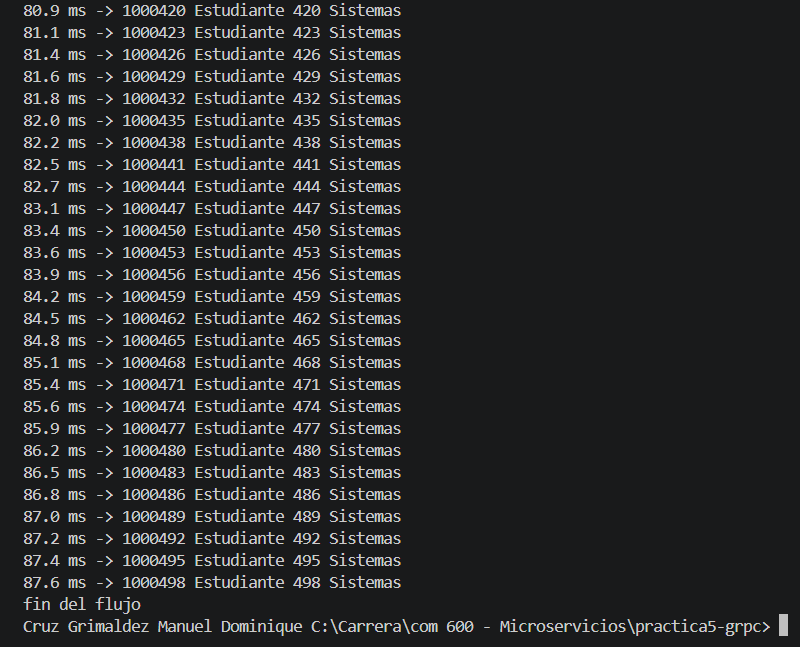 80.9 ms -> 1000420 Estudiante 420 Sistemas
81.1 ms -> 1000423 Estudiante 423 Sistemas
81.4 ms -> 1000426 Estudiante 426 Sistemas
81.6 ms -> 1000429 Estudiante 429 Sistemas
81.8 ms -> 1000432 Estudiante 432 Sistemas
82.0 ms -> 1000435 Estudiante 435 Sistemas
82.2 ms -> 1000438 Estudiante 438 Sistemas
82.5 ms -> 1000441 Estudiante 441 Sistemas
82.7 ms -> 1000444 Estudiante 444 Sistemas
83.1 ms -> 1000447 Estudiante 447 Sistemas
83.4 ms -> 1000450 Estudiante 450 Sistemas
83.6 ms -> 1000453 Estudiante 453 Sistemas
83.9 ms -> 1000456 Estudiante 456 Sistemas
84.2 ms -> 1000459 Estudiante 459 Sistemas
84.5 ms -> 1000462 Estudiante 462 Sistemas
84.8 ms -> 1000465 Estudiante 465 Sistemas
85.1 ms -> 1000468 Estudiante 468 Sistemas
85.4 ms -> 1000471 Estudiante 471 Sistemas
85.6 ms -> 1000474 Estudiante 474 Sistemas
85.9 ms -> 1000477 Estudiante 477 Sistemas
86.2 ms -> 1000480 Estudiante 480 Sistemas
86.5 ms -> 1000483 Estudiante 483 Sistemas
86.8 ms -> 1000486 Estudiante 486 Sistemas
87.0 ms -> 1000489 Estudiante 489 Sistemas
87.2 ms -> 1000492 Estudiante 492 Sistemas
87.4 ms -> 1000495 Estudiante 495 Sistemas
87.6 ms -> 1000498 Estudiante 498 Sistemas
fin del flujo
Cruz Grimaldez Manuel Dominique C:\Carrera\com 600 - Microservicios\practica5-grpc>